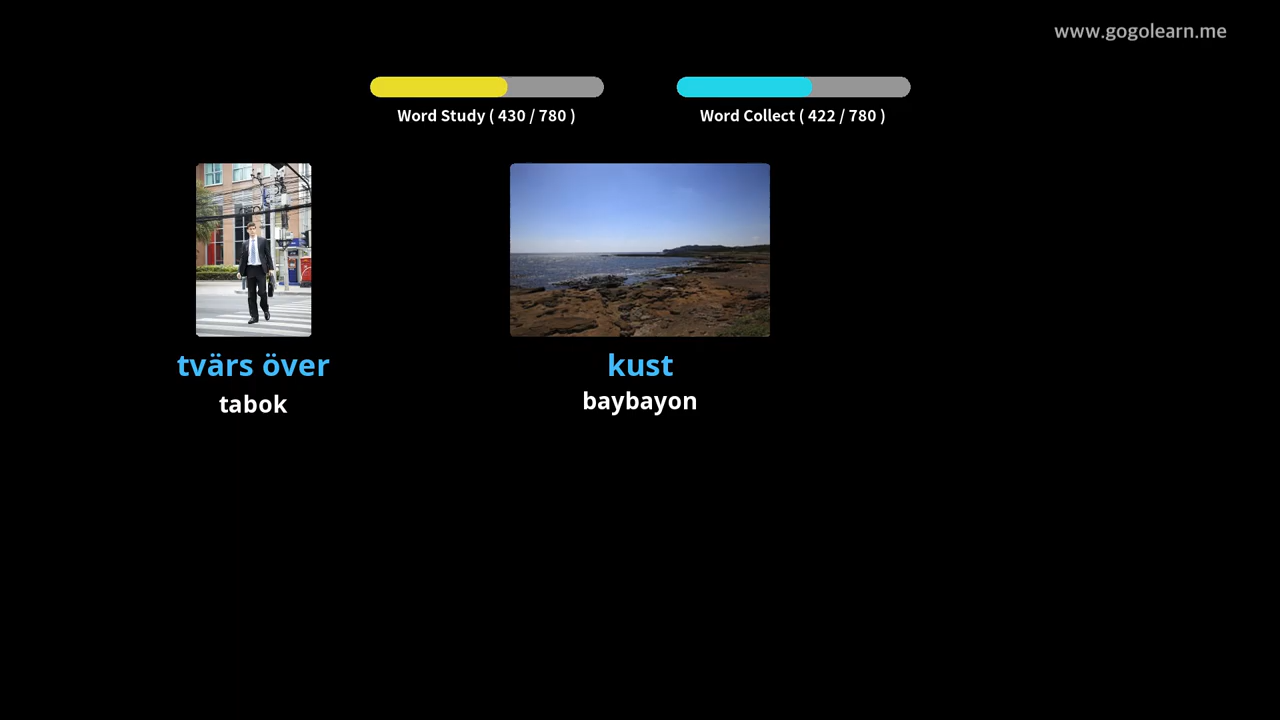 www.gogolearn.me
Word Study ( 430 / 780 )
Word Collect ( 422 / 780 )
tvärs över
tabok
kust
baybayon